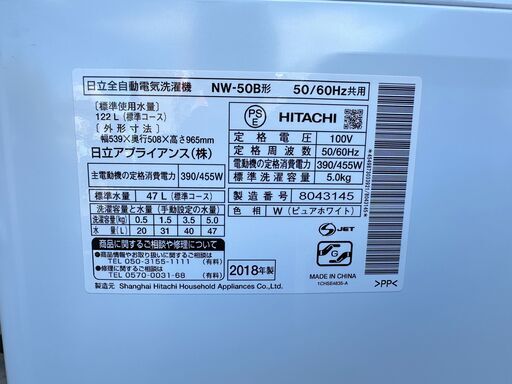 日立全自動電気洗濯機 NW-50B形 50/60Hz共用
〔標準使用水量〕
122 L（標準コース）
〔外形寸法〕
幅539×奥行508×高さ965mm
日立アプライアンス（株）
PS
E
HITACHI
定格電圧 100V
定格周波数 50/60Hz
電動機の定格消費電力 390/455W
標準容量 5.0kg
主電動機の定格消費電力 390/455W
標準水量 47 L（標準コース）
洗濯容量と水量（手動設定の水量）
洗濯容量(kg) 0.5 1.5 3.5 5.0
水量(L) 20 31 40 47
製造番号 8043145
色相 W（ピュアホワイト）
商品に関するご相談や修理について
●商品情報やお取り扱いに関するご相談
TEL 050-3155-1111（有料）
●修理に関するご相談
TEL 0570-0031-68（有料）
2018年製
JET
MADE IN CHINA
1CHSE4835-A
>PP<
製造元 Shanghai Hitachi Household Appliances Co.,Ltd.